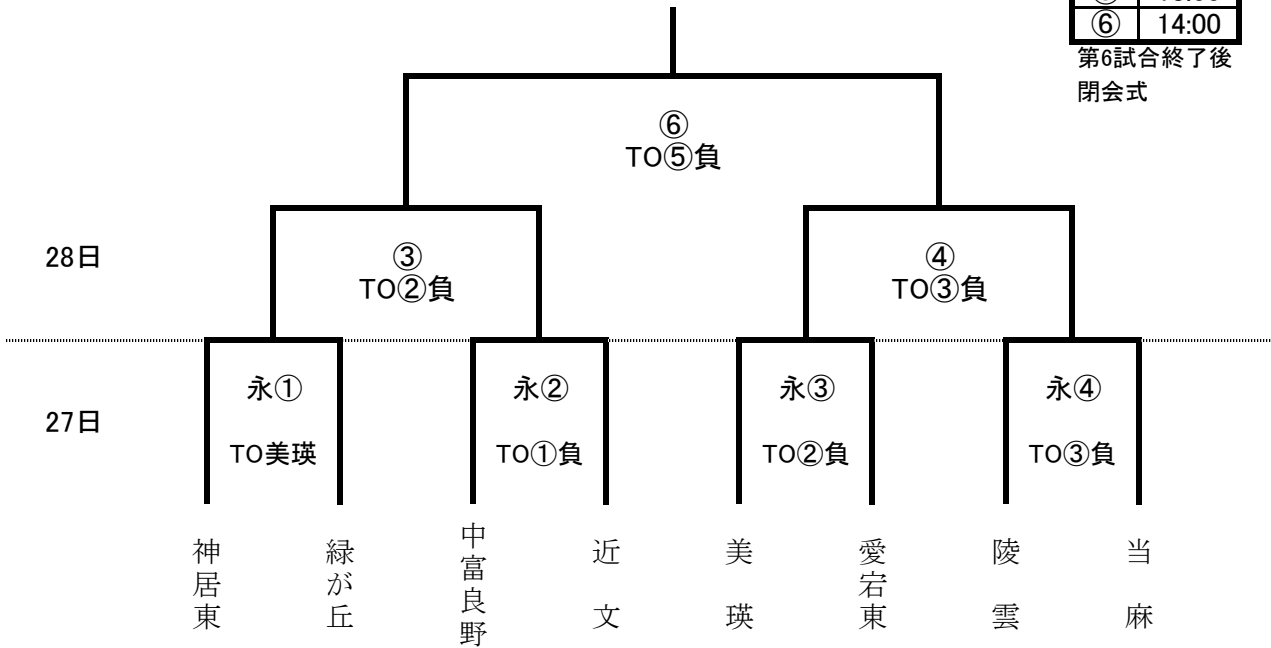 ⑥ 14:00
第6試合終了後
閉会式
⑥
TO⑤負
28日
③
TO②負
④
TO③負
27日
永①
TO美瑛
永②
TO①負
永③
TO②負
永④
TO③負
神居東
緑が丘
中富良野
近文
美瑛
愛宕東
陵雲
当麻